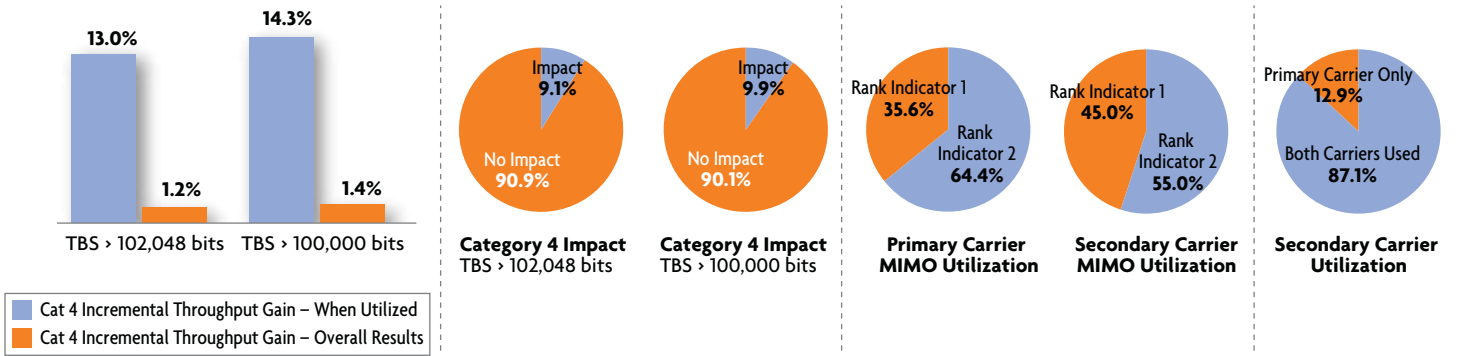 13.0%
1.2%
14.3%
1.4%
TBS > 102,048 bits
TBS > 100,000 bits
Cat 4 Incremental Throughput Gain – When Utilized
Cat 4 Incremental Throughput Gain – Overall Results
Impact
9.1%
No Impact
90.9%
Category 4 Impact
TBS > 102,048 bits
Impact
9.9%
No Impact
90.1%
Category 4 Impact
TBS > 100,000 bits
Rank Indicator 1
35.6%
Rank
Indicator 2
64.4%
Primary Carrier
MIMO Utilization
Rank Indicator 1
45.0%
Rank
Indicator 2
55.0%
Secondary Carrier
MIMO Utilization
Primary Carrier Only
12.9%
Both Carriers Used
87.1%
Secondary Carrier
Utilization